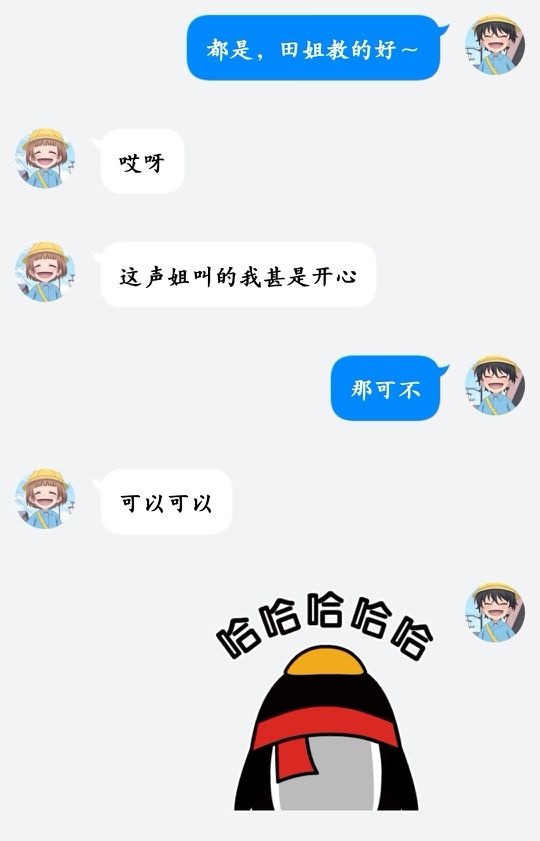 都是，田姐教的好～
哎呀
这声姐叫的我甚是开心
那可不
可以可以
哈哈哈哈哈